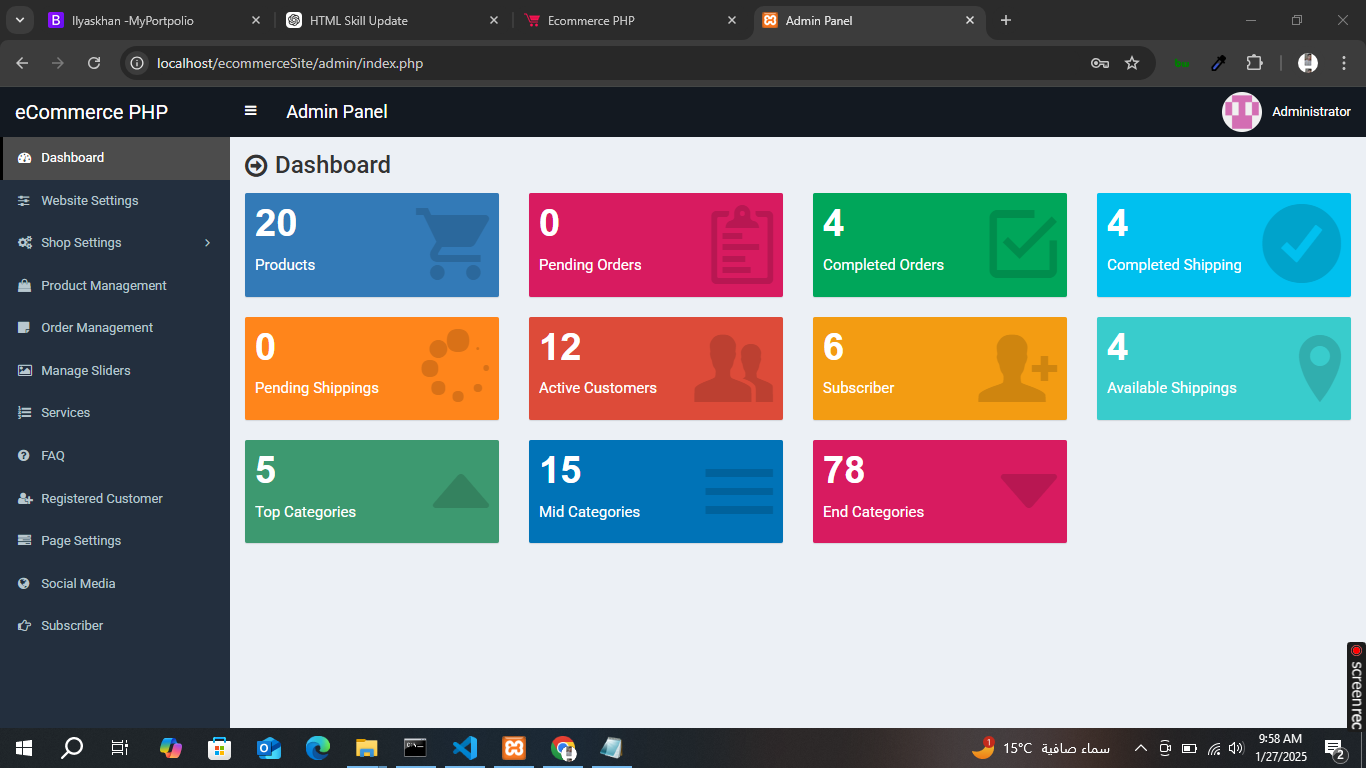 Ilyaskhan -MyPortpolio
HTML Skill Update
Ecommerce PHP
Admin Panel
localhost/ecommerceSite/admin/index.php
eCommerce PHP
Admin Panel
Administrator
Dashboard
Website Settings
Shop Settings
Product Management
Order Management
Manage Sliders
Services
FAQ
Registered Customer
Page Settings
Social Media
Subscriber
Dashboard
20
Products
0
Pending Orders
4
Completed Orders
4
Completed Shipping
0
Pending Shippings
12
Active Customers
6
Subscriber
4
Available Shippings
5
Top Categories
15
Mid Categories
78
End Categories
screenrec
1
15°C سماء صافية
9:58 AM
1/27/2025
2